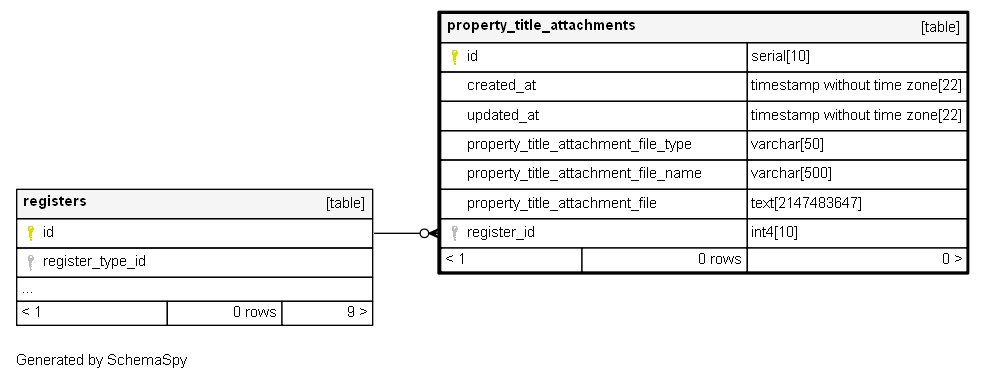 property_title_attachments [table]
id serial[10]
created_at timestamp without time zone[22]
updated_at timestamp without time zone[22]
property_title_attachment_file_type varchar[50]
property_title_attachment_file_name varchar[500]
property_title_attachment_file text[2147483647]
register_id int4[10]
< 1 0 rows 0 >
registers [table]
id
register_type_id
...
< 1 0 rows 9 >
Generated by SchemaSpy